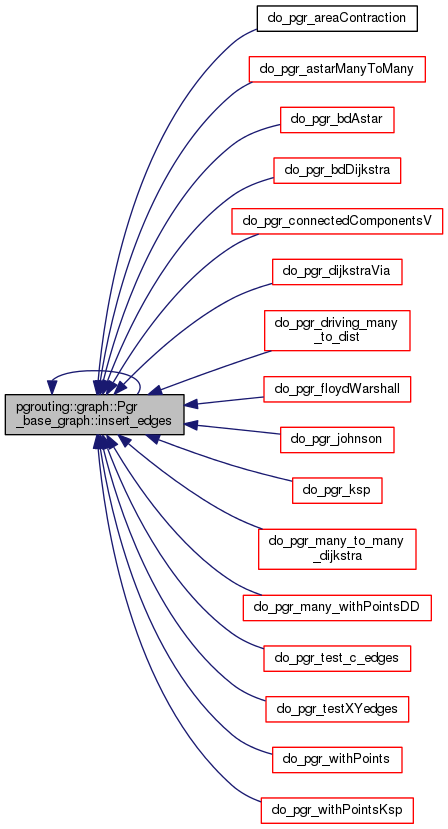 do_pgr_areaContraction
do_pgr_astarManyToMany
do_pgr_bdAstar
do_pgr_bdDijkstra
do_pgr_connectedComponentsV
do_pgr_dijkstraVia
do_pgr_driving_many
_to_dist
do_pgr_floydWarshall
pgrouting::graph::Pgr
_base_graph::insert_edges
do_pgr_johnson
do_pgr_ksp
do_pgr_many_to_many
_dijkstra
do_pgr_many_withPointsDD
do_pgr_test_c_edges
do_pgr_testXYedges
do_pgr_withPoints
do_pgr_withPointsKsp